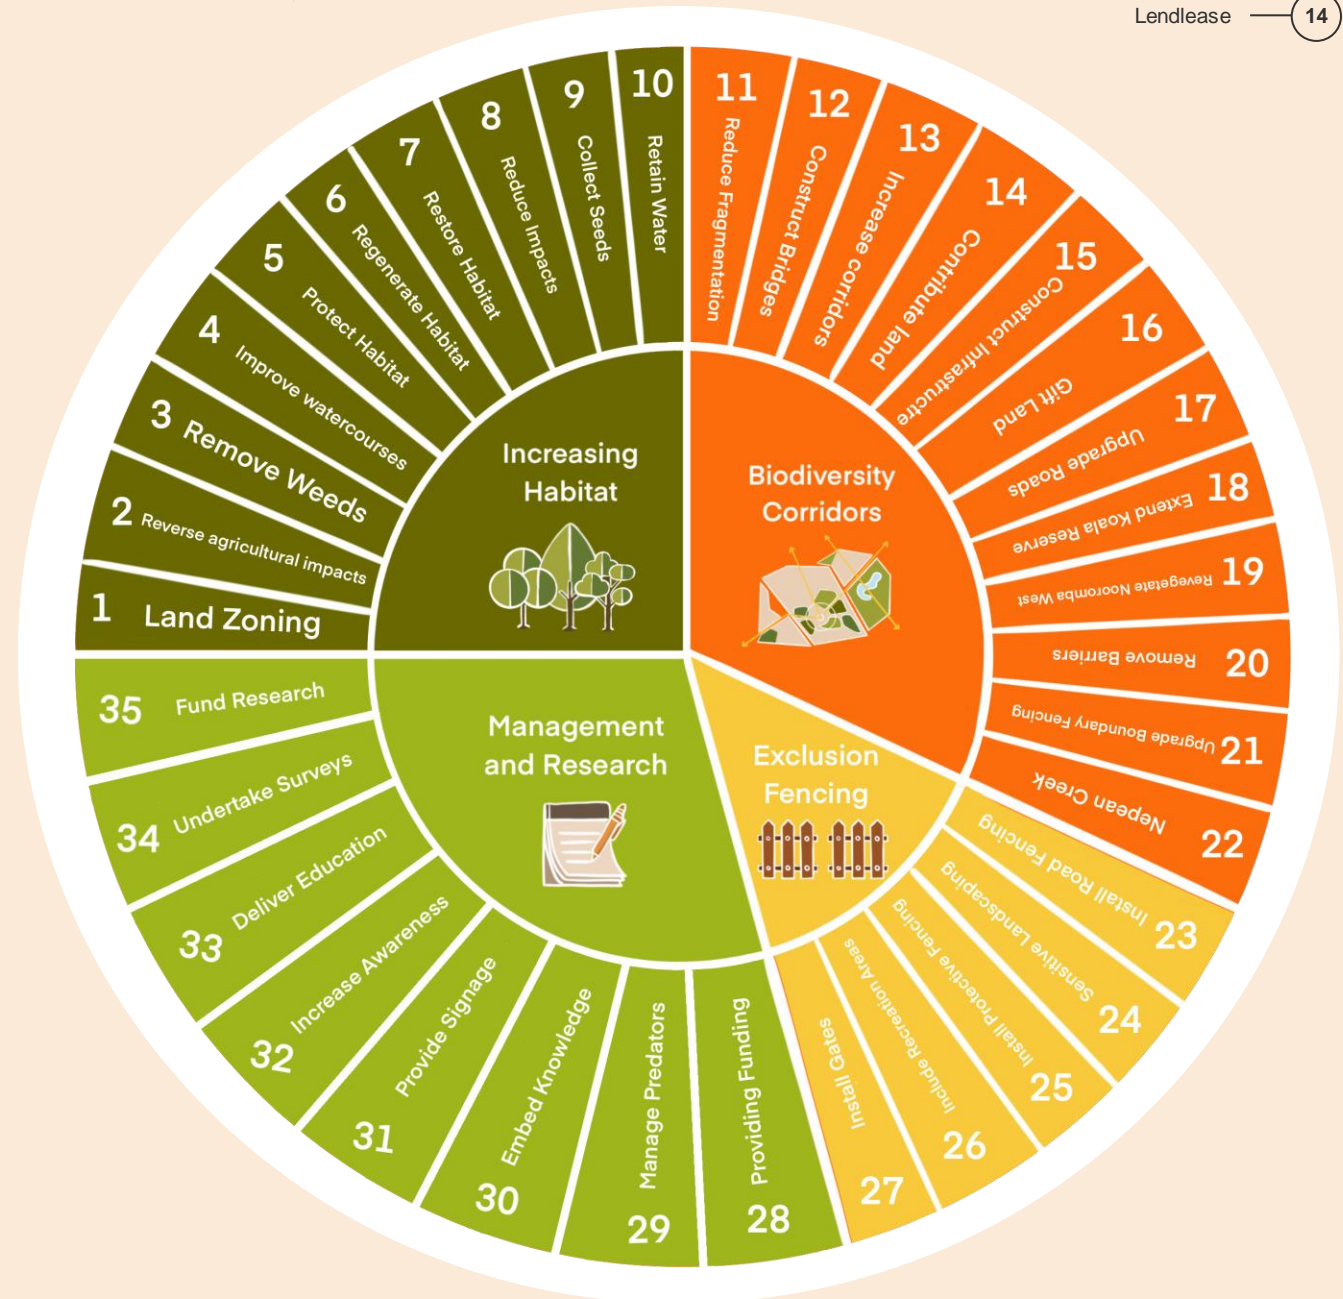 Lendlease
14
1 Land Zoning
2 Reverse agricultural impacts
3 Remove Weeds
4 Improve watercourses
5 Protect Habitat
6 Regenerate Habitat
7 Restore Habitat
8 Reduce Impacts
9 Collect Seeds
10 Retain Water
11 Reduce Fragmentation
12 Construct Bridges
13 Increase corridors
14 Contribute land
15 Construct Infrastructre
16 Gift Land
17 Upgrade Roads
18 Extend Koala Reserve
19 Revegetate Nooromba West
20 Remove Barriers
21 Upgrade Boundary Fencing
22 Nepean Creek
23 Install Road Fencing
24 Sensitive Landscaping
25 Install Protective Fencing
26 Include Recreation Areas
27 Install Gates
28 Providing Funding
29 Manage Predators
30 Embed Knowledge
31 Provide Signage
32 Increase Awareness
33 Deliver Education
34 Undertake Surveys
35 Fund Research
Increasing
Habitat
Biodiversity
Corridors
Exclusion
Fencing
Management
and Research